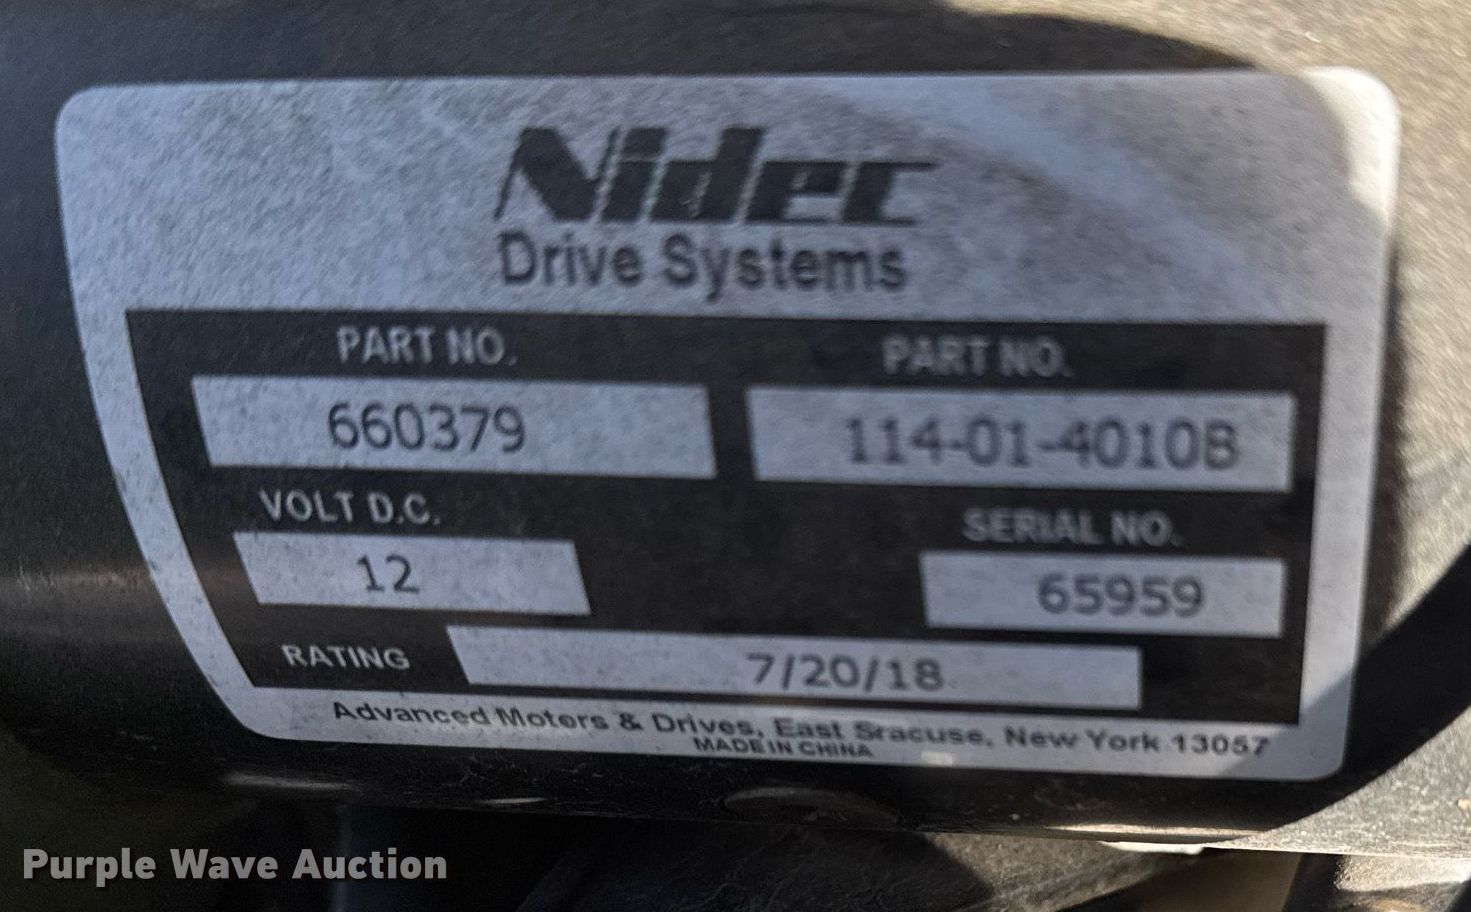 Nidec
Drive Systems
PART NO. PART NO.
660379 114-01-4010B
VOLT D.C. SERIAL NO.
12 65959
RATING 7/20/18
Advanced Motors & Drives, East Sracuse, New York 13057
MADE IN CHINA
Purple Wave Auction